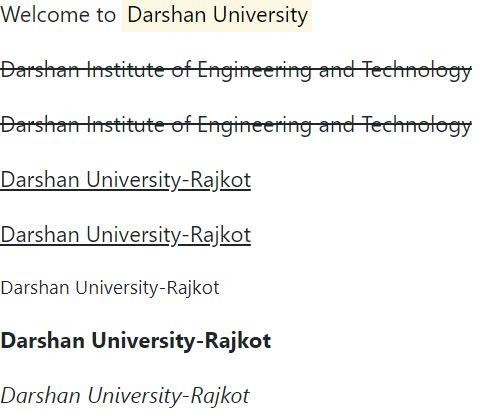 Welcome to Darshan University
Darshan Institute of Engineering and Technology
Darshan Institute of Engineering and Technology
Darshan University-Rajkot
Darshan University-Rajkot
Darshan University-Rajkot
Darshan University-Rajkot
Darshan University-Rajkot